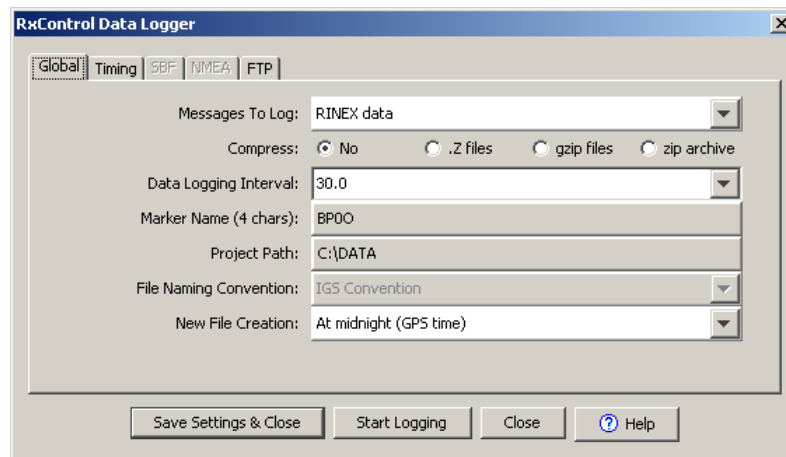 RxControl Data Logger
Global Timing SBF NMEA FTP
Messages To Log: RINEX data
Compress: No .Z files gzip files zip archive
Data Logging Interval: 30.0
Marker Name (4 chars): BP0O
Project Path: C:\DATA
File Naming Convention: IGS Convention
New File Creation: At midnight (GPS time)
Save Settings & Close Start Logging Close ? Help